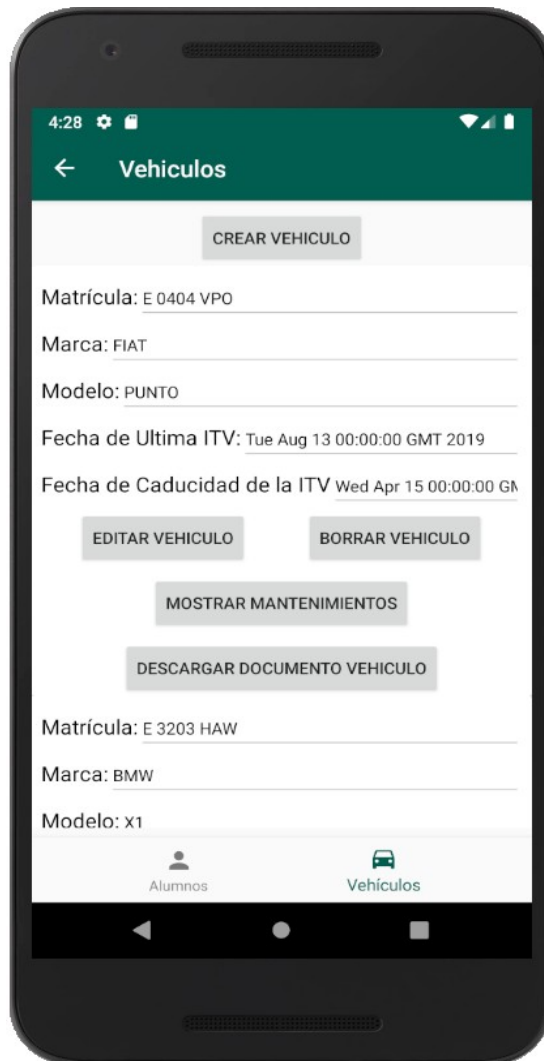 4:28
Vehiculos
CREAR VEHICULO
Matrícula: E 0404 VPO
Marca: FIAT
Modelo: PUNTO
Fecha de Ultima ITV: Tue Aug 13 00:00:00 GMT 2019
Fecha de Caducidad de la ITV Wed Apr 15 00:00:00 GM
EDITAR VEHICULO BORRAR VEHICULO
MOSTRAR MANTENIMIENTOS
DESCARGAR DOCUMENTO VEHICULO
Matrícula: E 3203 HAW
Marca: BMW
Modelo: X1
Alumnos Vehículos